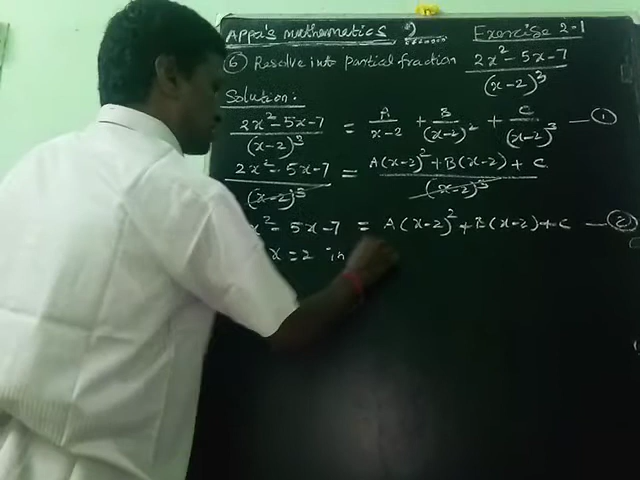 Appa's mathematics Exercise 2.1
⑥ Resolve into partial fraction (2x²-5x-7)/(x-2)³
Solution:
(2x²-5x-7)/(x-2)³ = A/(x-2) + B/(x-2)² + C/(x-2)³ —①
(2x²-5x-7)/(x-2)³ = (A(x-2)²+B(x-2)+C)/(x-2)³
x²-5x-7 = A(x-2)²+B(x-2)+C —②
x=2 in